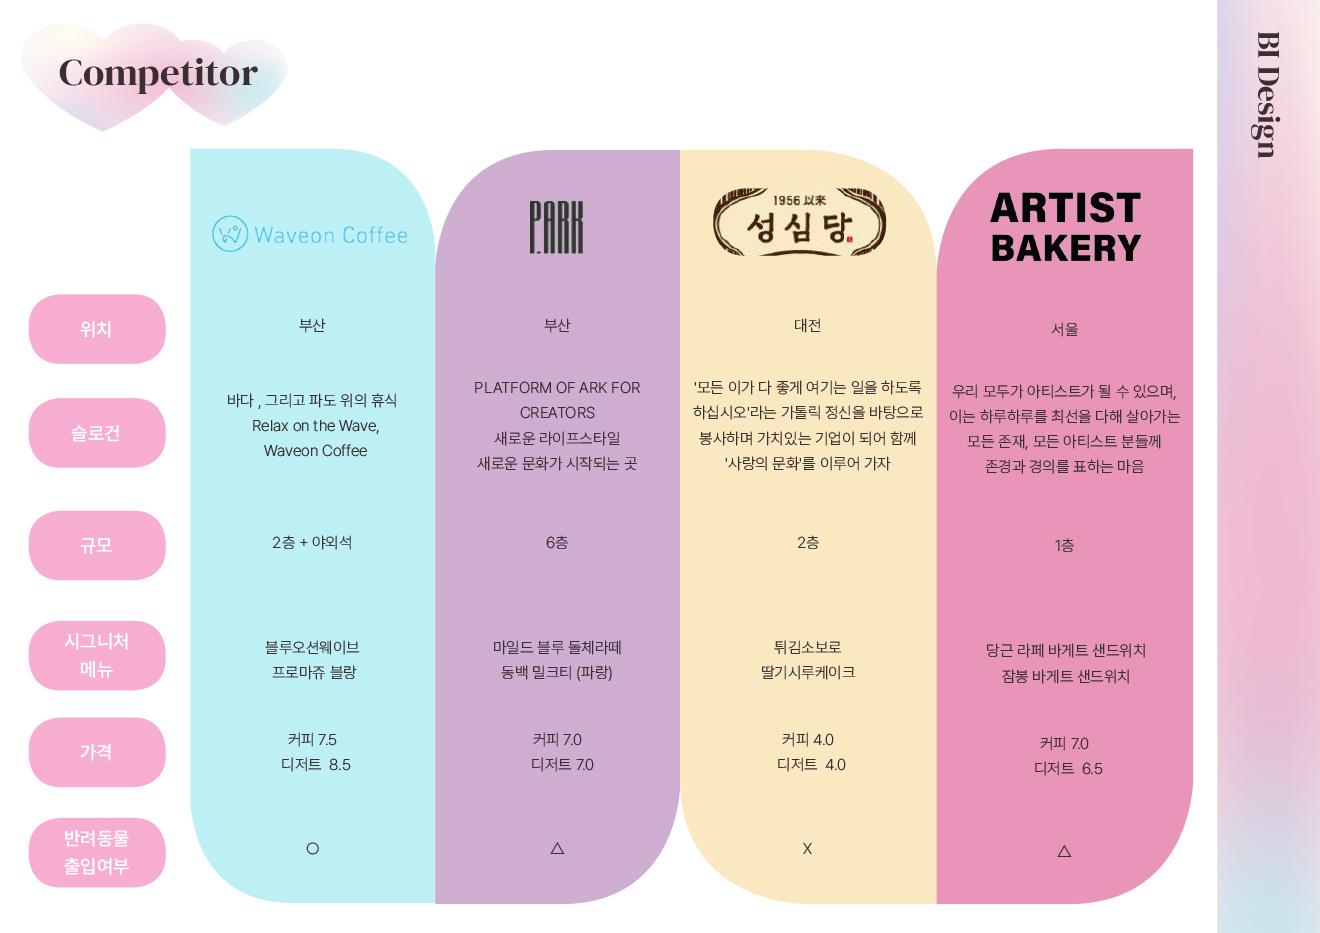 Competitor
BI Design
Waveon Coffee
P.ARK
1956 以來
성심당
ARTIST
BAKERY
위치
부산
부산
대전
서울
슬로건
바다 , 그리고 파도 위의 휴식
Relax on the Wave,
Waveon Coffee
PLATFORM OF ARK FOR
CREATORS
새로운 라이프스타일
새로운 문화가 시작되는 곳
'모든 이가 다 좋게 여기는 일을 하도록
하십시오'라는 가톨릭 정신을 바탕으로
봉사하며 가치있는 기업이 되어 함께
'사랑의 문화'를 이루어 가자
우리 모두가 아티스트가 될 수 있으며,
이는 하루하루를 최선을 다해 살아가는
모든 존재, 모든 아티스트 분들께
존경과 경의를 표하는 마음
규모
2층 + 야외석
6층
2층
1층
시그니처
메뉴
블루오션웨이브
프로마쥬 블랑
마일드 블루 돌체라떼
동백 밀크티 (파랑)
튀김소보로
딸기시루케이크
당근 라페 바게트 샌드위치
잠봉 바게트 샌드위치
가격
커피 7.5
디저트 8.5
커피 7.0
디저트 7.0
커피 4.0
디저트 4.0
커피 7.0
디저트 6.5
반려동물
출입여부
○
△
X
△